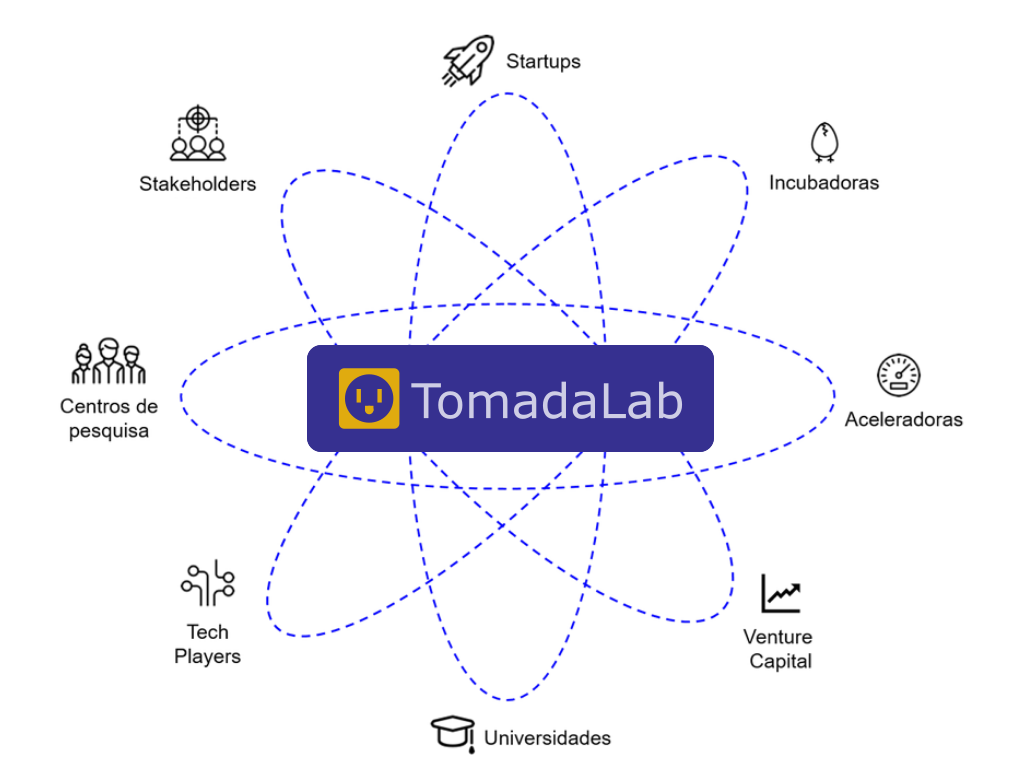 Startups
Stakeholders
Incubadoras
Centros de
pesquisa
TomadaLab
Aceleradoras
Tech
Players
Venture
Capital
Universidades